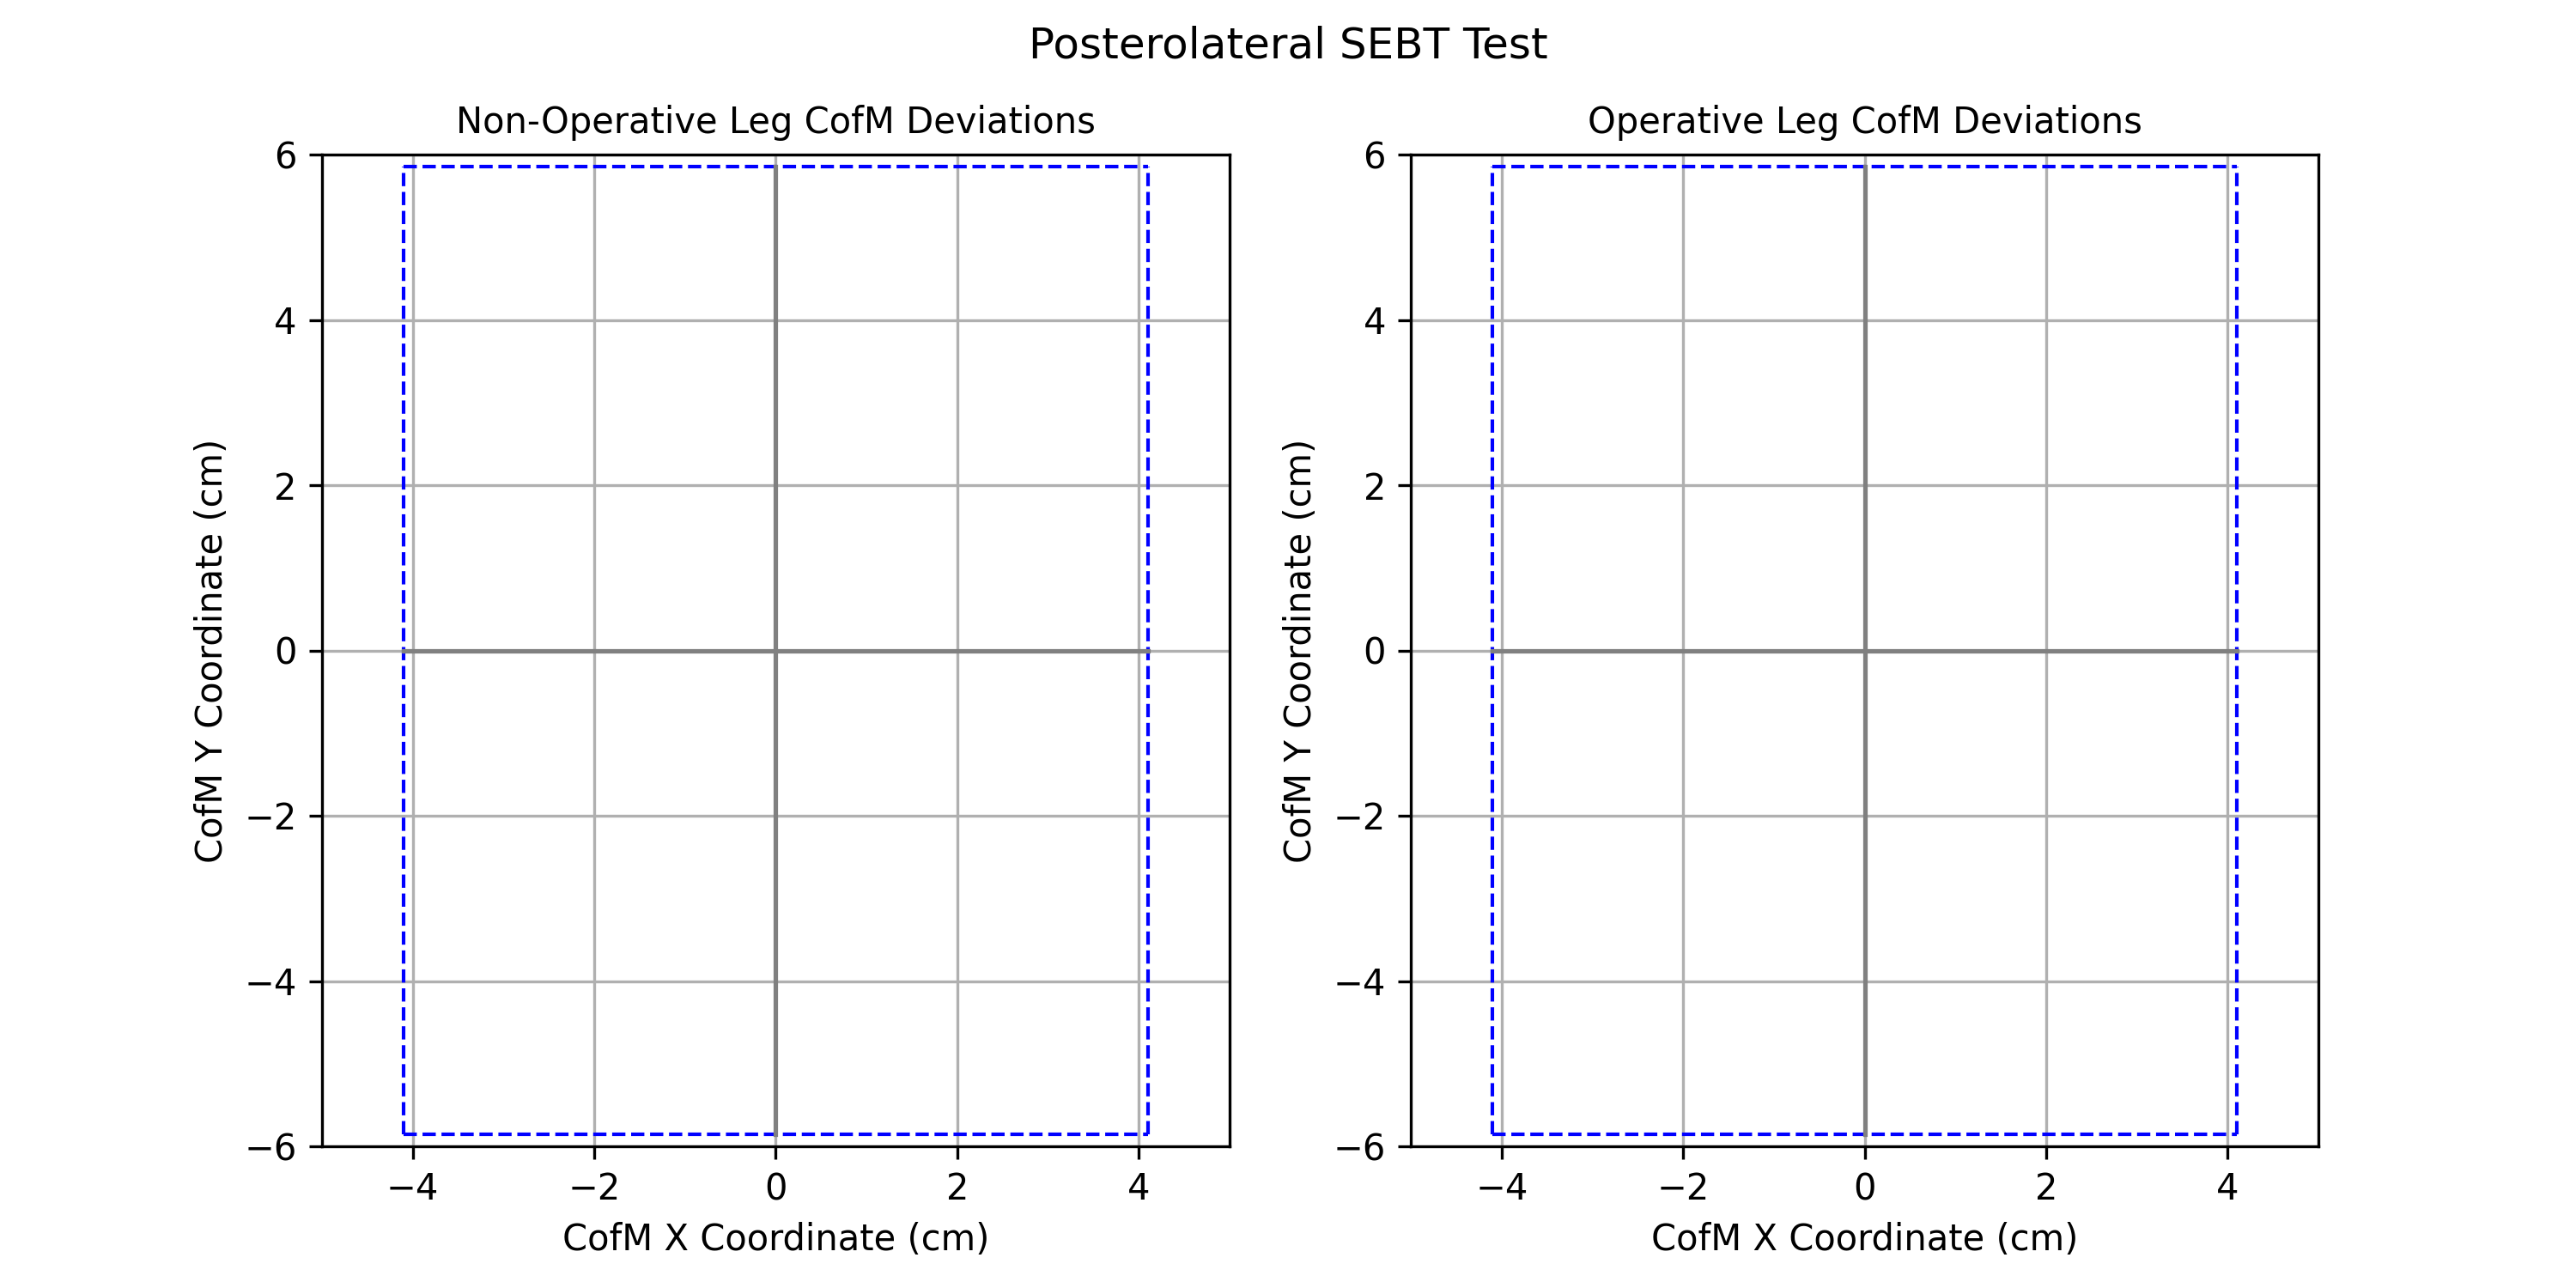 Posterolateral SEBT Test
Non-Operative Leg CofM Deviations
6
4
2
0
−2
−4
−6
CofM Y Coordinate (cm)
−4 −2 0 2 4
CofM X Coordinate (cm)
Operative Leg CofM Deviations
6
4
2
0
−2
−4
−6
CofM Y Coordinate (cm)
−4 −2 0 2 4
CofM X Coordinate (cm)